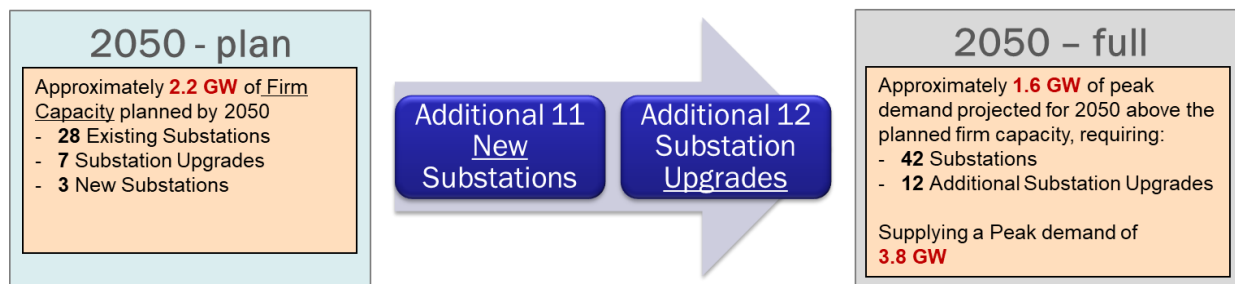 2050 - plan
Approximately 2.2 GW of Firm
Capacity planned by 2050
- 28 Existing Substations
- 7 Substation Upgrades
- 3 New Substations
Additional 11
New
Substations
Additional 12
Substation
Upgrades
2050 – full
Approximately 1.6 GW of peak
demand projected for 2050 above the
planned firm capacity, requiring:
- 42 Substations
- 12 Additional Substation Upgrades
Supplying a Peak demand of
3.8 GW